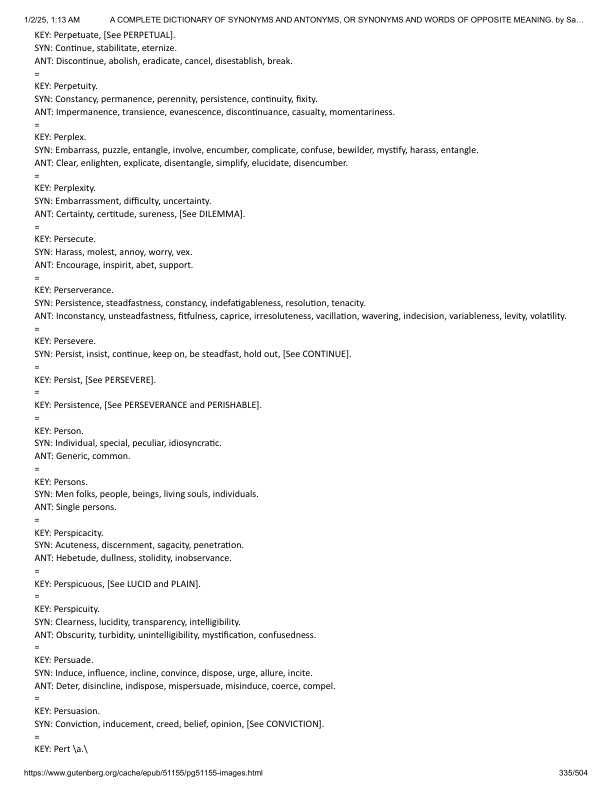 1/2/25, 1:13 AM A COMPLETE DICTIONARY OF SYNONYMS AND ANTONYMS, OR SYNONYMS AND WORDS OF OPPOSITE MEANING. by Sa…
KEY: Perpetuate, [See PERPETUAL].
SYN: Continue, stabilitate, eternize.
ANT: Discontinue, abolish, eradicate, cancel, disestablish, break.
=
KEY: Perpetuity.
SYN: Constancy, permanence, perennity, persistence, continuity, fixity.
ANT: Impermanence, transience, evanescence, discontinuance, casualty, momentariness.
=
KEY: Perplex.
SYN: Embarrass, puzzle, entangle, involve, encumber, complicate, confuse, bewilder, mystify, harass, entangle.
ANT: Clear, enlighten, explicate, disentangle, simplify, elucidate, disencumber.
=
KEY: Perplexity.
SYN: Embarrassment, difficulty, uncertainty.
ANT: Certainty, certitude, sureness, [See DILEMMA].
=
KEY: Persecute.
SYN: Harass, molest, annoy, worry, vex.
ANT: Encourage, inspirit, abet, support.
=
KEY: Perserverance.
SYN: Persistence, steadfastness, constancy, indefatigableness, resolution, tenacity.
ANT: Inconstancy, unsteadfastness, fitfulness, caprice, irresoluteness, vacillation, wavering, indecision, variableness, levity, volatility.
=
KEY: Persevere.
SYN: Persist, insist, continue, keep on, be steadfast, hold out, [See CONTINUE].
=
KEY: Persist, [See PERSEVERE].
=
KEY: Persistence, [See PERSEVERANCE and PERISHABLE].
=
KEY: Person.
SYN: Individual, special, peculiar, idiosyncratic.
ANT: Generic, common.
=
KEY: Persons.
SYN: Men folks, people, beings, living souls, individuals.
ANT: Single persons.
=
KEY: Perspicacity.
SYN: Acuteness, discernment, sagacity, penetration.
ANT: Hebetude, dullness, stolidity, inobservance.
=
KEY: Perspicuous, [See LUCID and PLAIN].
=
KEY: Perspicuity.
SYN: Clearness, lucidity, transparency, intelligibility.
ANT: Obscurity, turbidity, unintelligibility, mystification, confusedness.
=
KEY: Persuade.
SYN: Induce, influence, incline, convince, dispose, urge, allure, incite.
ANT: Deter, disincline, indispose, mispersuade, misinduce, coerce, compel.
=
KEY: Persuasion.
SYN: Conviction, inducement, creed, belief, opinion, [See CONVICTION].
=
KEY: Pert \a.\
https://www.gutenberg.org/cache/epub/51155/pg51155-images.html 335/504